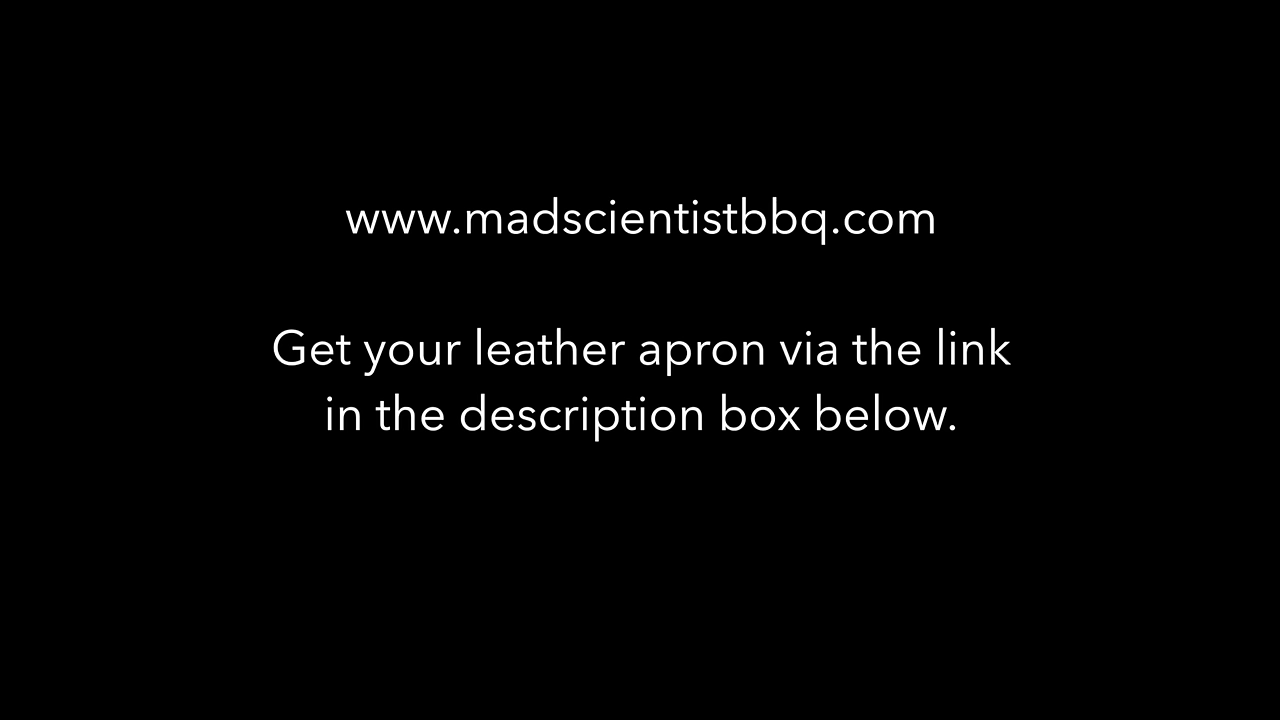 www.madscientistbbq.com
Get your leather apron via the link
in the description box below.